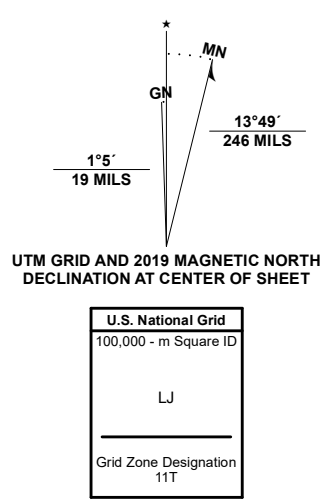 ★
MN
GN
13°49´
246 MILS
1°5´
19 MILS
UTM GRID AND 2019 MAGNETIC NORTH
DECLINATION AT CENTER OF SHEET
U.S. National Grid
100,000 - m Square ID
LJ
Grid Zone Designation
11T